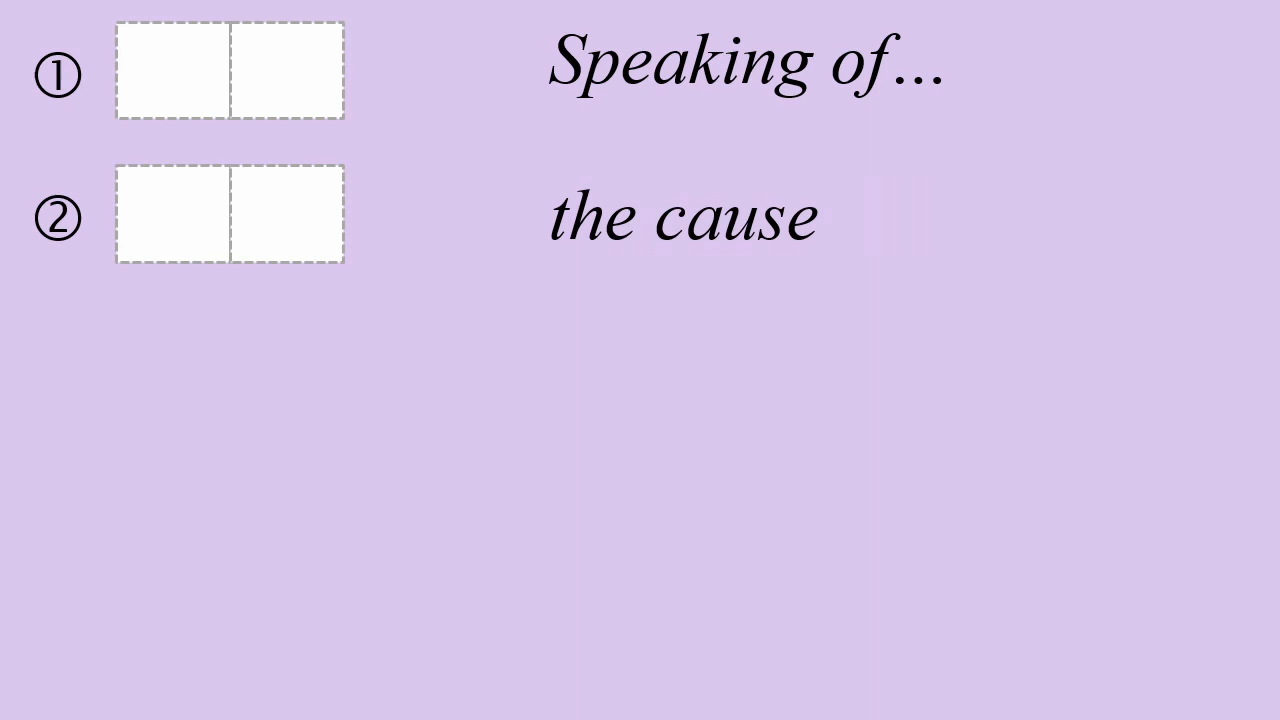 ① Speaking of...
② the cause